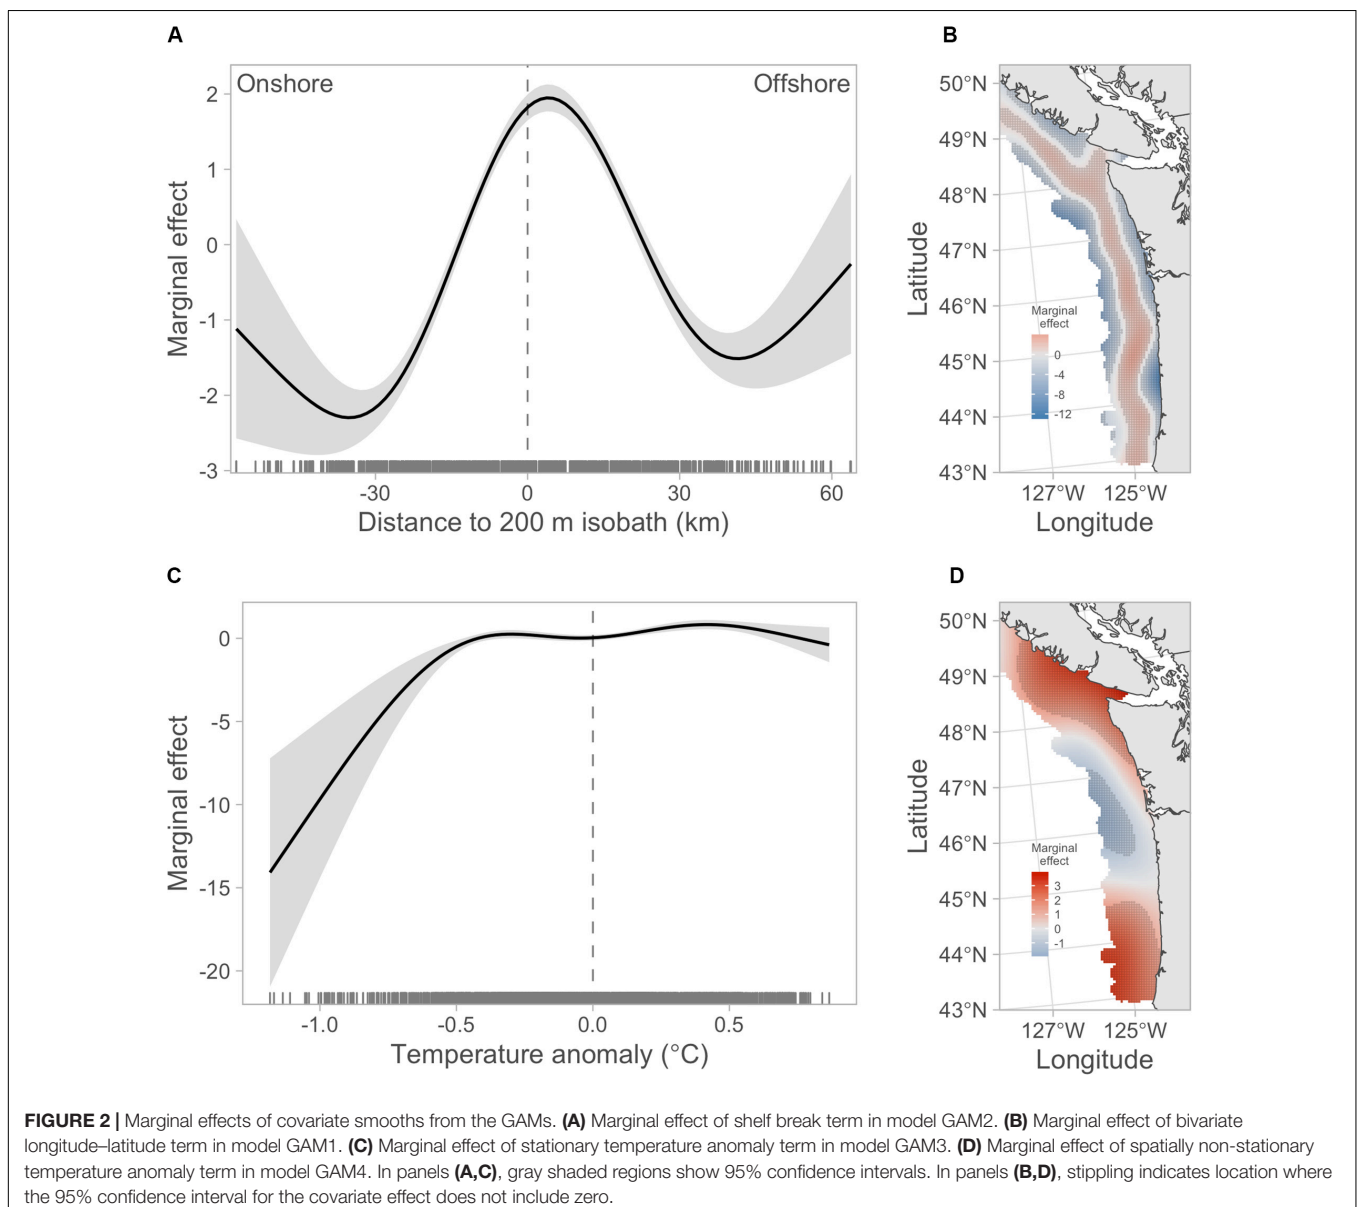 A
Onshore
Offshore
Marginal effect
2
1
0
-1
-2
-3
-30
0
30
60
Distance to 200 m isobath (km)
B
Latitude
50°N
49°N
48°N
47°N
46°N
45°N
44°N
43°N
Marginal
effect
0
-4
-8
-12
127°W
125°W
Longitude
C
Marginal effect
0
-5
-10
-15
-20
-1.0
-0.5
0.0
0.5
Temperature anomaly (°C)
D
Latitude
50°N
49°N
48°N
47°N
46°N
45°N
44°N
43°N
Marginal
effect
3
2
1
0
-1
127°W
125°W
Longitude
FIGURE 2 | Marginal effects of covariate smooths from the GAMs. (A) Marginal effect of shelf break term in model GAM2. (B) Marginal effect of bivariate
longitude–latitude term in model GAM1. (C) Marginal effect of stationary temperature anomaly term in model GAM3. (D) Marginal effect of spatially non-stationary
temperature anomaly term in model GAM4. In panels (A,C), gray shaded regions show 95% confidence intervals. In panels (B,D), stippling indicates location where
the 95% confidence interval for the covariate effect does not include zero.